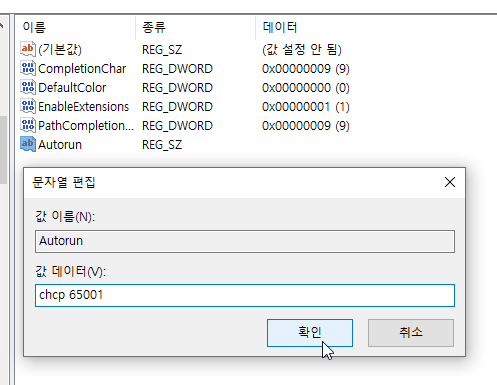 이름 종류 데이터
(기본값) REG_SZ (값 설정 안 됨)
CompletionChar REG_DWORD 0x00000009 (9)
DefaultColor REG_DWORD 0x00000000 (0)
EnableExtensions REG_DWORD 0x00000001 (1)
PathCompletion... REG_DWORD 0x00000009 (9)
Autorun REG_SZ
문자열 편집
값 이름(N):
Autorun
값 데이터(V):
chcp 65001
확인 취소